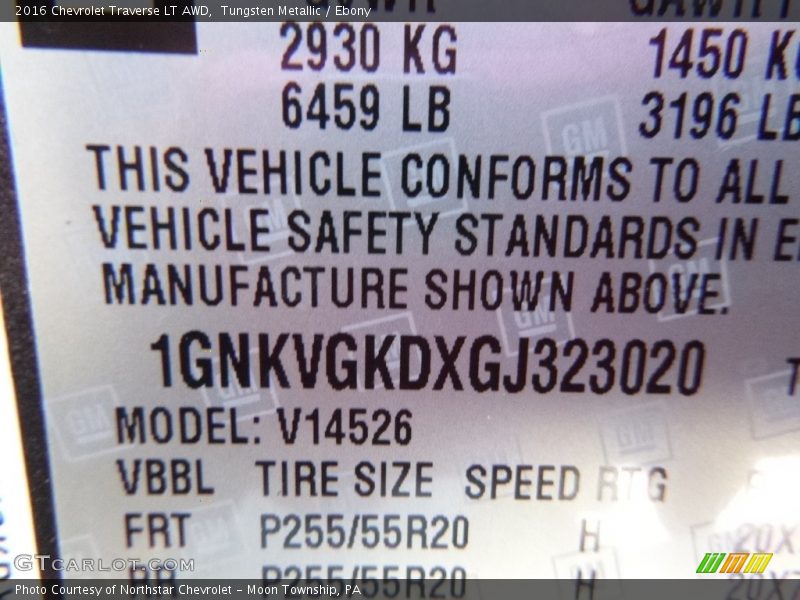 2016 Chevrolet Traverse LT AWD, Tungsten Metallic / Ebony
2930 KG 1450
6459 LB 3196 LB
THIS VEHICLE CONFORMS TO ALL
VEHICLE SAFETY STANDARDS IN
MANUFACTURE SHOWN ABOVE.
1GNKVGKDXGJ323020
MODEL: V14526
VBBL TIRE SIZE SPEED RTG
FRT P255/55R20 H
RR P255/55R20 H
GTCARLOT.COM
Photo Courtesy of Northstar Chevrolet - Moon Township, PA